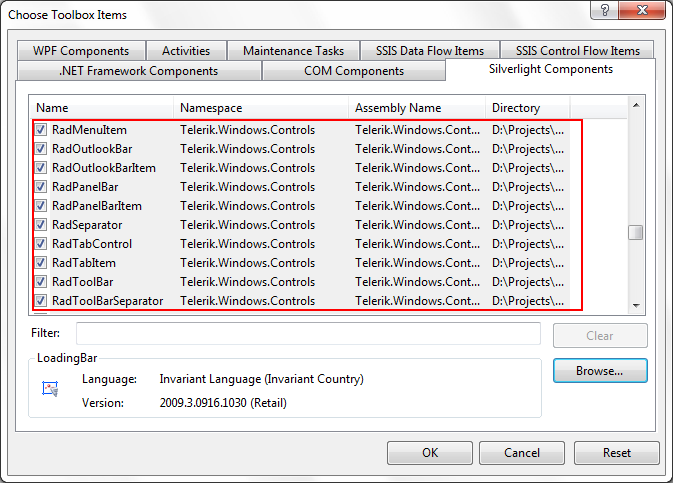 Choose Toolbox Items
WPF Components Activities Maintenance Tasks SSIS Data Flow Items SSIS Control Flow Items
.NET Framework Components COM Components Silverlight Components
Name Namespace Assembly Name Directory
RadMenuItem Telerik.Windows.Controls Telerik.Windows.Cont... D:\Projects\...
RadOutlookBar Telerik.Windows.Controls Telerik.Windows.Cont... D:\Projects\...
RadOutlookBarItem Telerik.Windows.Controls Telerik.Windows.Cont... D:\Projects\...
RadPanelBar Telerik.Windows.Controls Telerik.Windows.Cont... D:\Projects\...
RadPanelBarItem Telerik.Windows.Controls Telerik.Windows.Cont... D:\Projects\...
RadSeparator Telerik.Windows.Controls Telerik.Windows.Cont... D:\Projects\...
RadTabControl Telerik.Windows.Controls Telerik.Windows.Cont... D:\Projects\...
RadTabItem Telerik.Windows.Controls Telerik.Windows.Cont... D:\Projects\...
RadToolBar Telerik.Windows.Controls Telerik.Windows.Cont... D:\Projects\...
RadToolBarSeparator Telerik.Windows.Controls Telerik.Windows.Cont... D:\Projects\...
Filter: Clear
LoadingBar
Browse...
Language: Invariant Language (Invariant Country)
Version: 2009.3.0916.1030 (Retail)
OK Cancel Reset